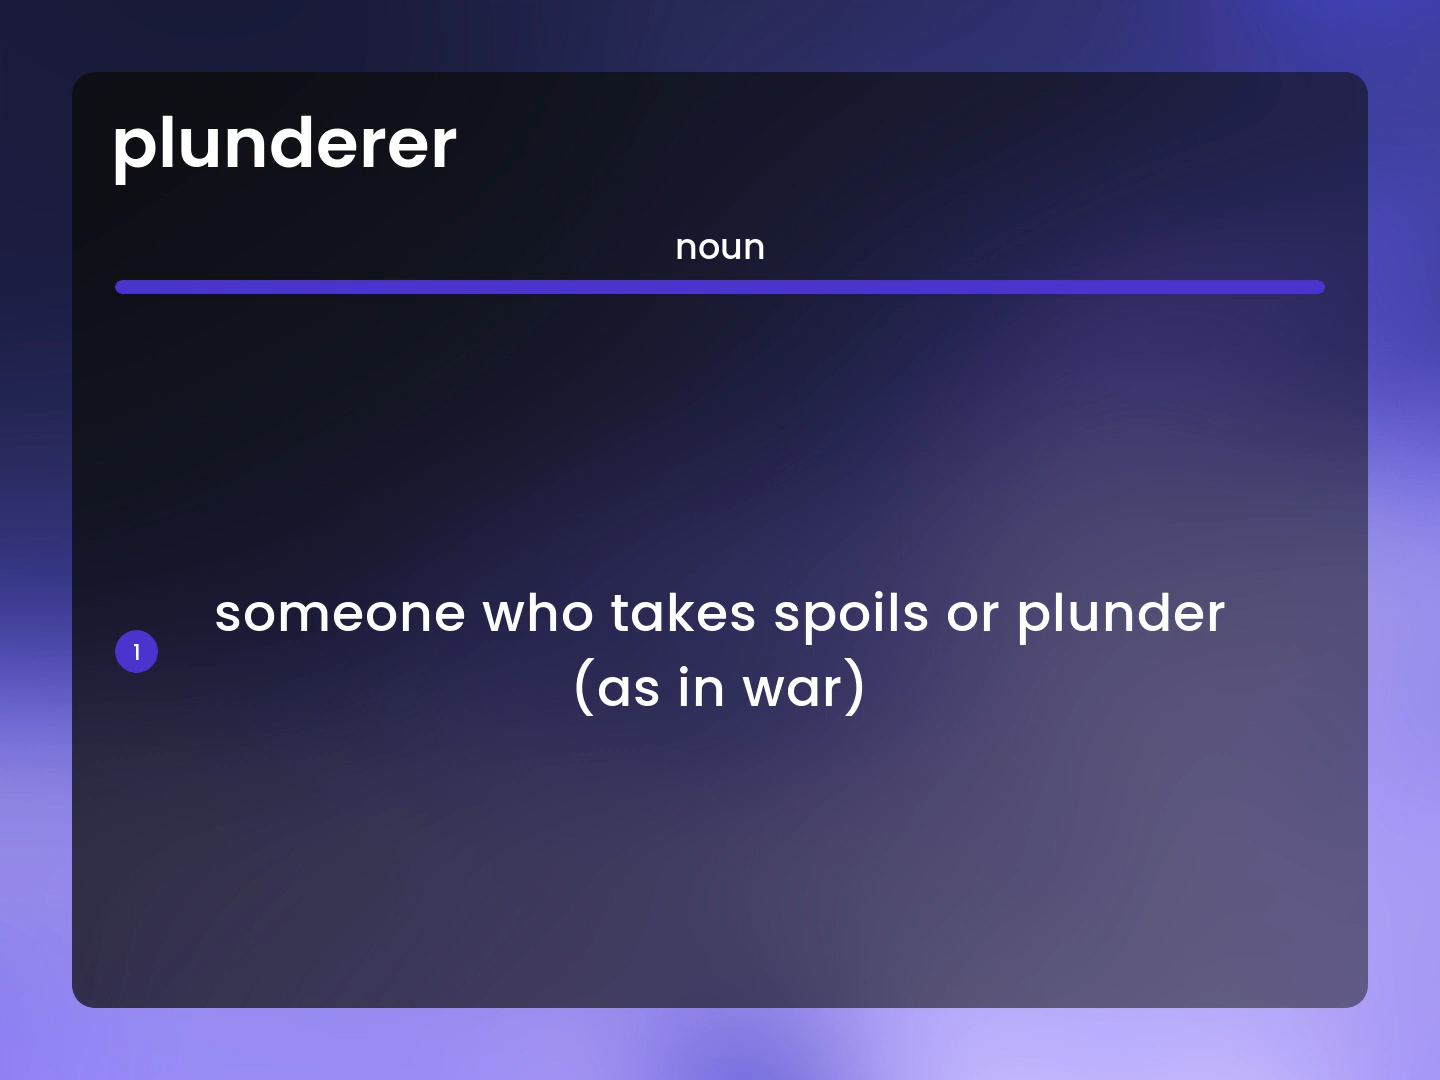 plunderer
noun
1
someone who takes spoils or plunder
(as in war)